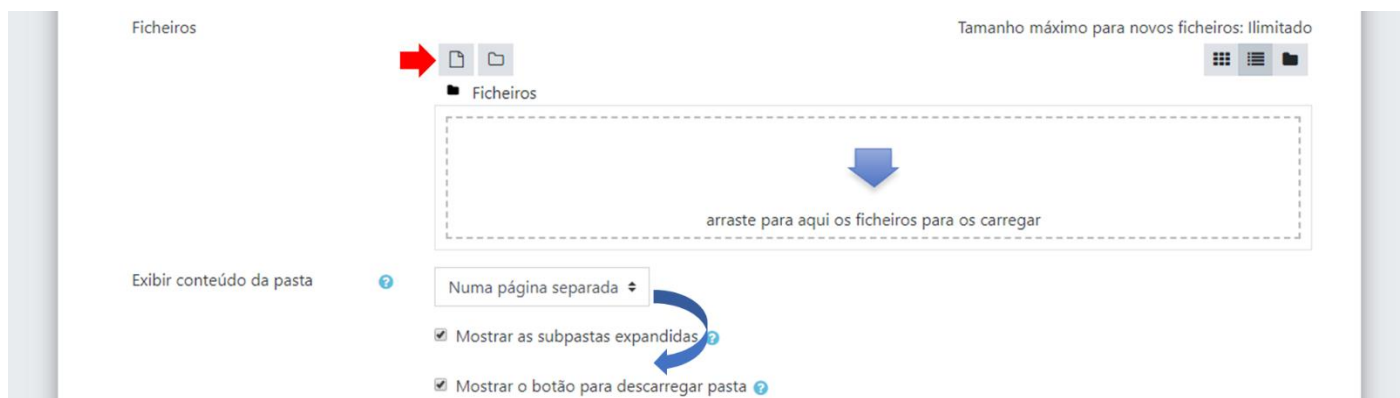 Ficheiros
Tamanho máximo para novos ficheiros: Ilimitado
Ficheiros
arraste para aqui os ficheiros para os carregar
Exibir conteúdo da pasta
Numa página separada
Mostrar as subpastas expandidas
Mostrar o botão para descarregar pasta